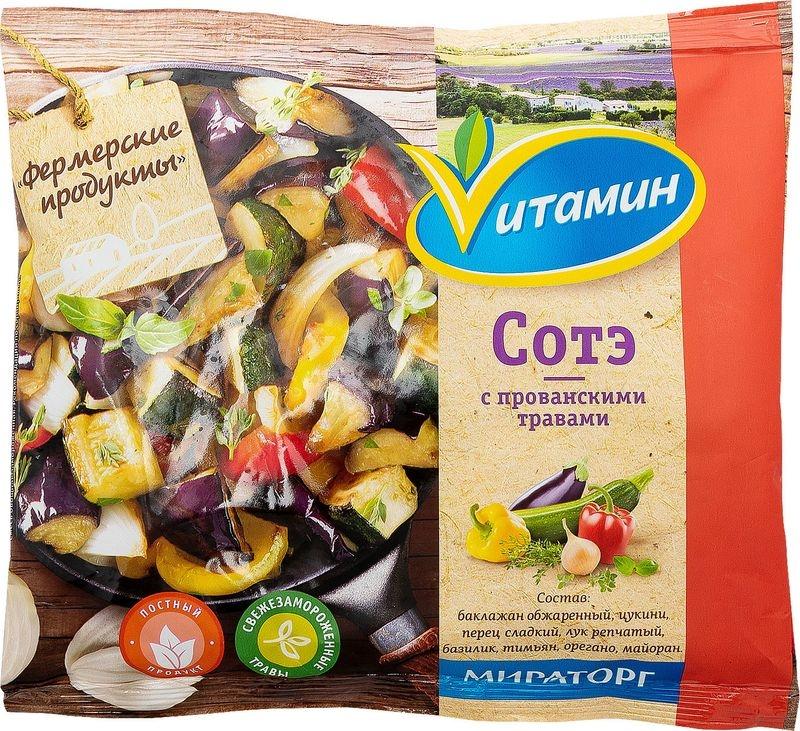 «Фермерские
продукты»
Vитамин
Сотэ
с прованскими
травами
Состав:
баклажан обжаренный, цукини,
перец сладкий, лук репчатый,
базилик, тимьян, орегано, майоран.
МИРАТОРГ
ПОСТНЫЙ
ПРОДУКТ
СВЕЖЕЗАМОРОЖЕННЫЕ
ТРАВЫ